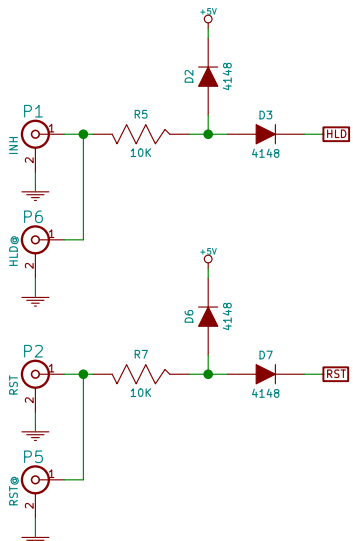 +5V
D2
4148
P1
1
INH
2
R5
10K
D3
4148
HLD
P6
1
HLD@
2
+5V
D6
4148
P2
1
RST
2
R7
10K
D7
4148
RST
P5
1
RST@
2